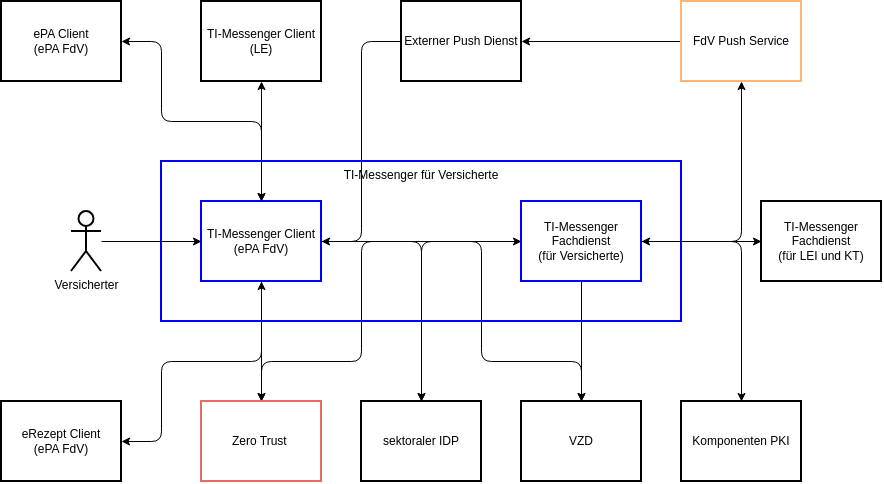 ePA Client
(ePA FdV)
TI-Messenger Client
(LE)
Externer Push Dienst
FdV Push Service
TI-Messenger für Versicherte
Versicherter
TI-Messenger Client
(ePA FdV)
TI-Messenger
Fachdienst
(für Versicherte)
TI-Messenger
Fachdienst
(für LEI und KT)
eRezept Client
(ePA FdV)
Zero Trust
sektoraler IDP
VZD
Komponenten PKI